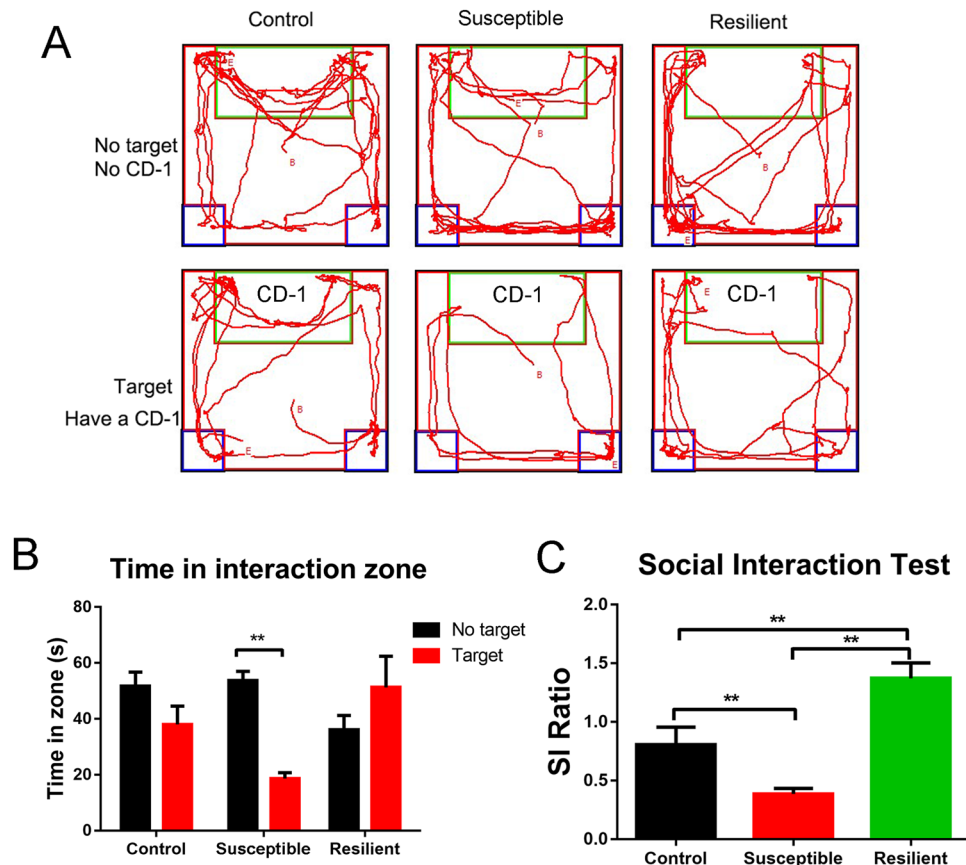 A
Control
Susceptible
Resilient
No target
No CD-1
E
B
E
B
B
E
Target
Have a CD-1
CD-1
B
E
CD-1
B
E
CD-1
E
B
Time in interaction zone
Time in zone (s)
80
60
40
20
0
**
No target
Target
Control
Susceptible
Resilient
C
Social Interaction Test
SI Ratio
2.0
1.5
1.0
0.5
0.0
**
**
**
Control
Susceptible
Resilient